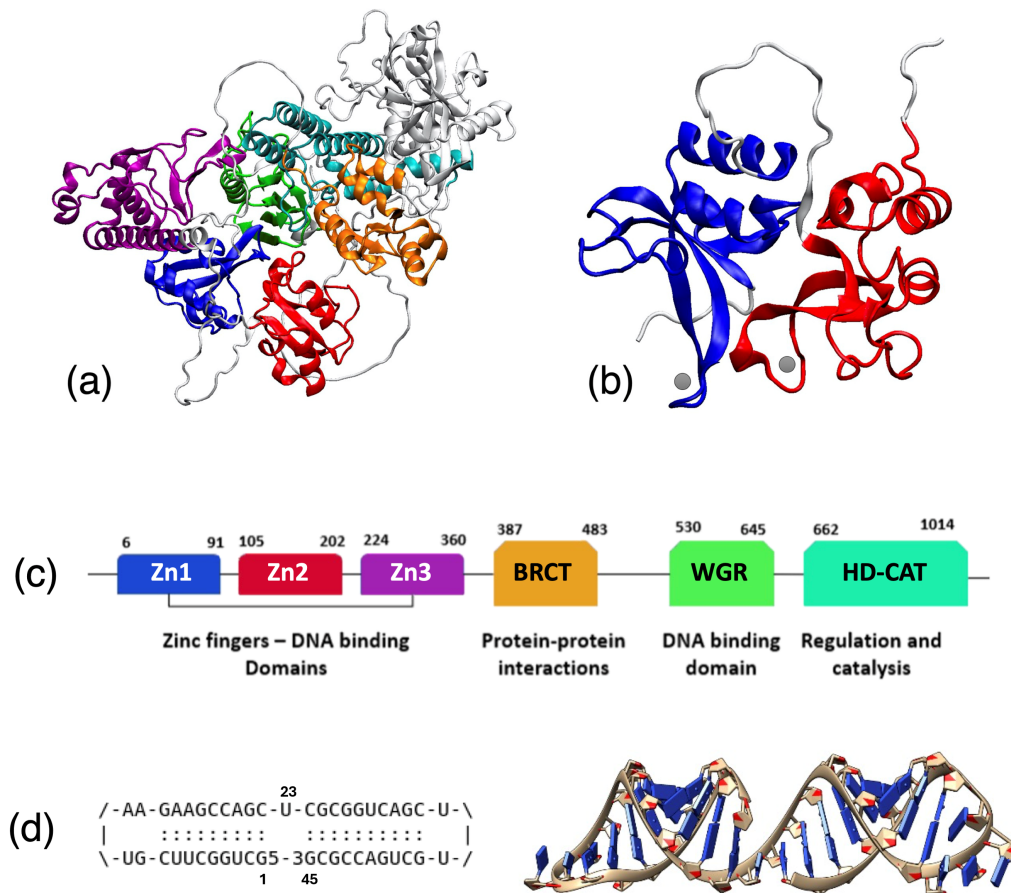 (a)
(b)
(c)
6 91 105 202 224 360 387 483 530 645 662 1014
Zn1 Zn2 Zn3 BRCT WGR HD-CAT
Zinc fingers – DNA binding Domains
Protein-protein interactions
DNA binding domain
Regulation and catalysis
(d)
23
/-AA-GAAGCCAGC-U-CGCGGUCAGC-U-\
| ::::::::: :::::::::: |
\-UG-CUUCGGUCG5-3GCGCCAGUCG-U-/
1 45